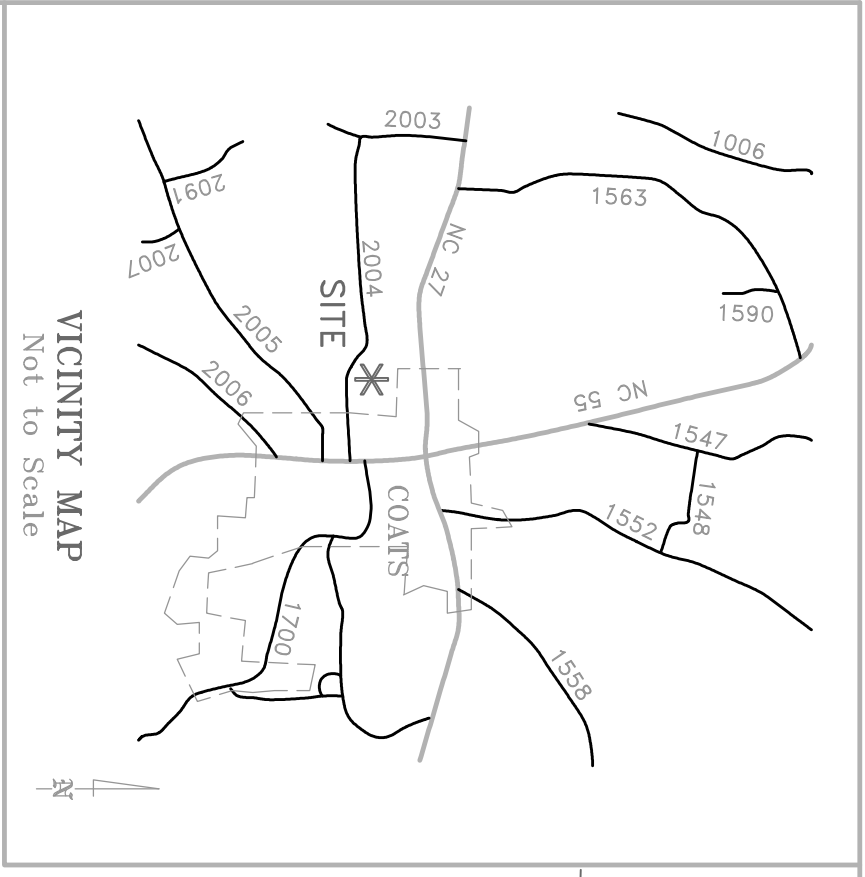 2003
1006
2091
1563
NC 27
2007
2004
SITE
1590
2005
2006
NC 55
1547
COATS
1548
1552
1700
1558
VICINITY MAP
Not to Scale
N